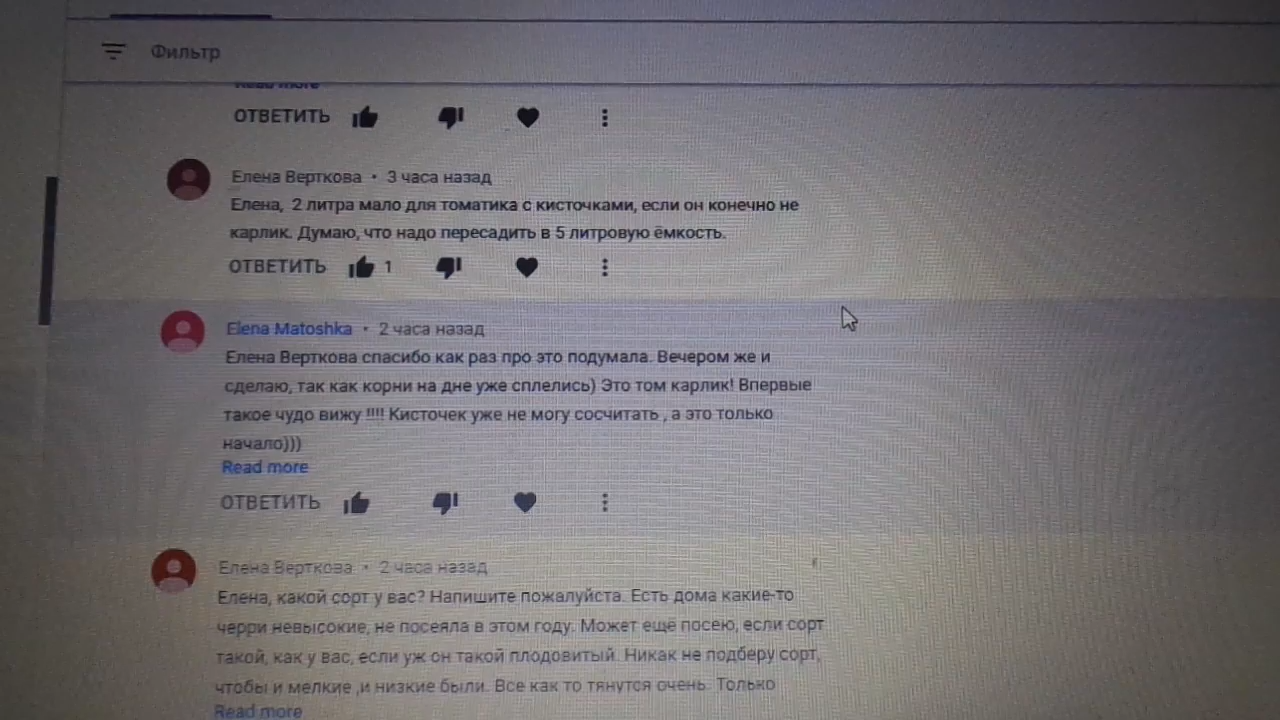 Фильтр
Read more
ОТВЕТИТЬ
Елена Верткова • 3 часа назад
Елена, 2 литра мало для томатика с кисточками, если он конечно не
карлик. Думаю, что надо пересадить в 5 литровую ёмкость.
ОТВЕТИТЬ 1
Elena Matoshka • 2 часа назад
Елена Верткова спасибо как раз про это подумала. Вечером же и
сделаю, так как корни на дне уже сплелись) Это том карлик! Впервые
такое чудо вижу !!!! Кисточек уже не могу сосчитать , а это только
начало)))
Read more
ОТВЕТИТЬ
Елена Верткова • 2 часа назад
Елена, какой сорт у вас? Напишите пожалуйста. Есть дома какие-то
черри невысокие, не посеяла в этом году. Может ещё посею, если сорт
такой, как у вас, если уж он такой плодовитый. Никак не подберу сорт,
чтобы и мелкие ,и низкие были. Все как то тянутся очень. Только
Read more